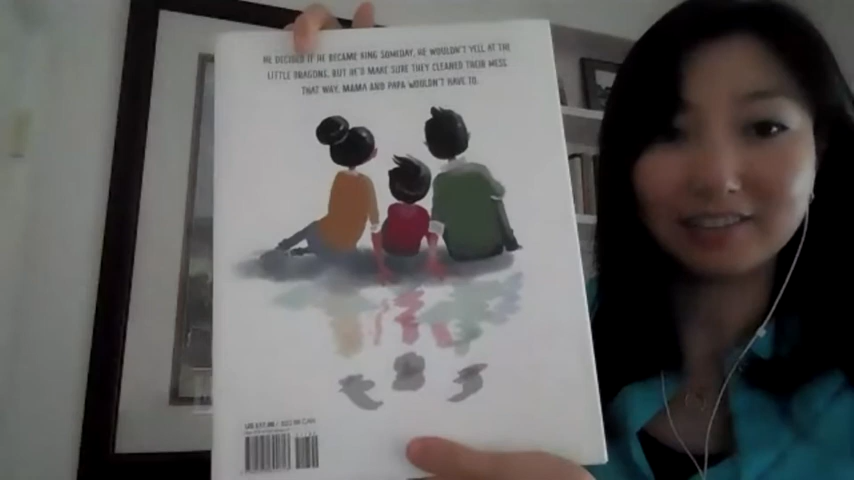 HE DECIDED IF HE BECAME KING SOMEDAY, HE WOULDN'T YELL AT THE
LITTLE DRAGONS. BUT HE'D MAKE SURE THEY CLEANED THEIR MESS
THAT WAY, MAMA AND PAPA WOULDN'T HAVE TO.